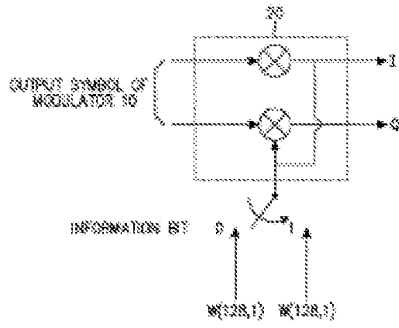 20
I
OUTPUT SYMBOL OF
MODULATOR 10
Q
INFORMATION BIT 0 1
W(128,1) W(128,1)